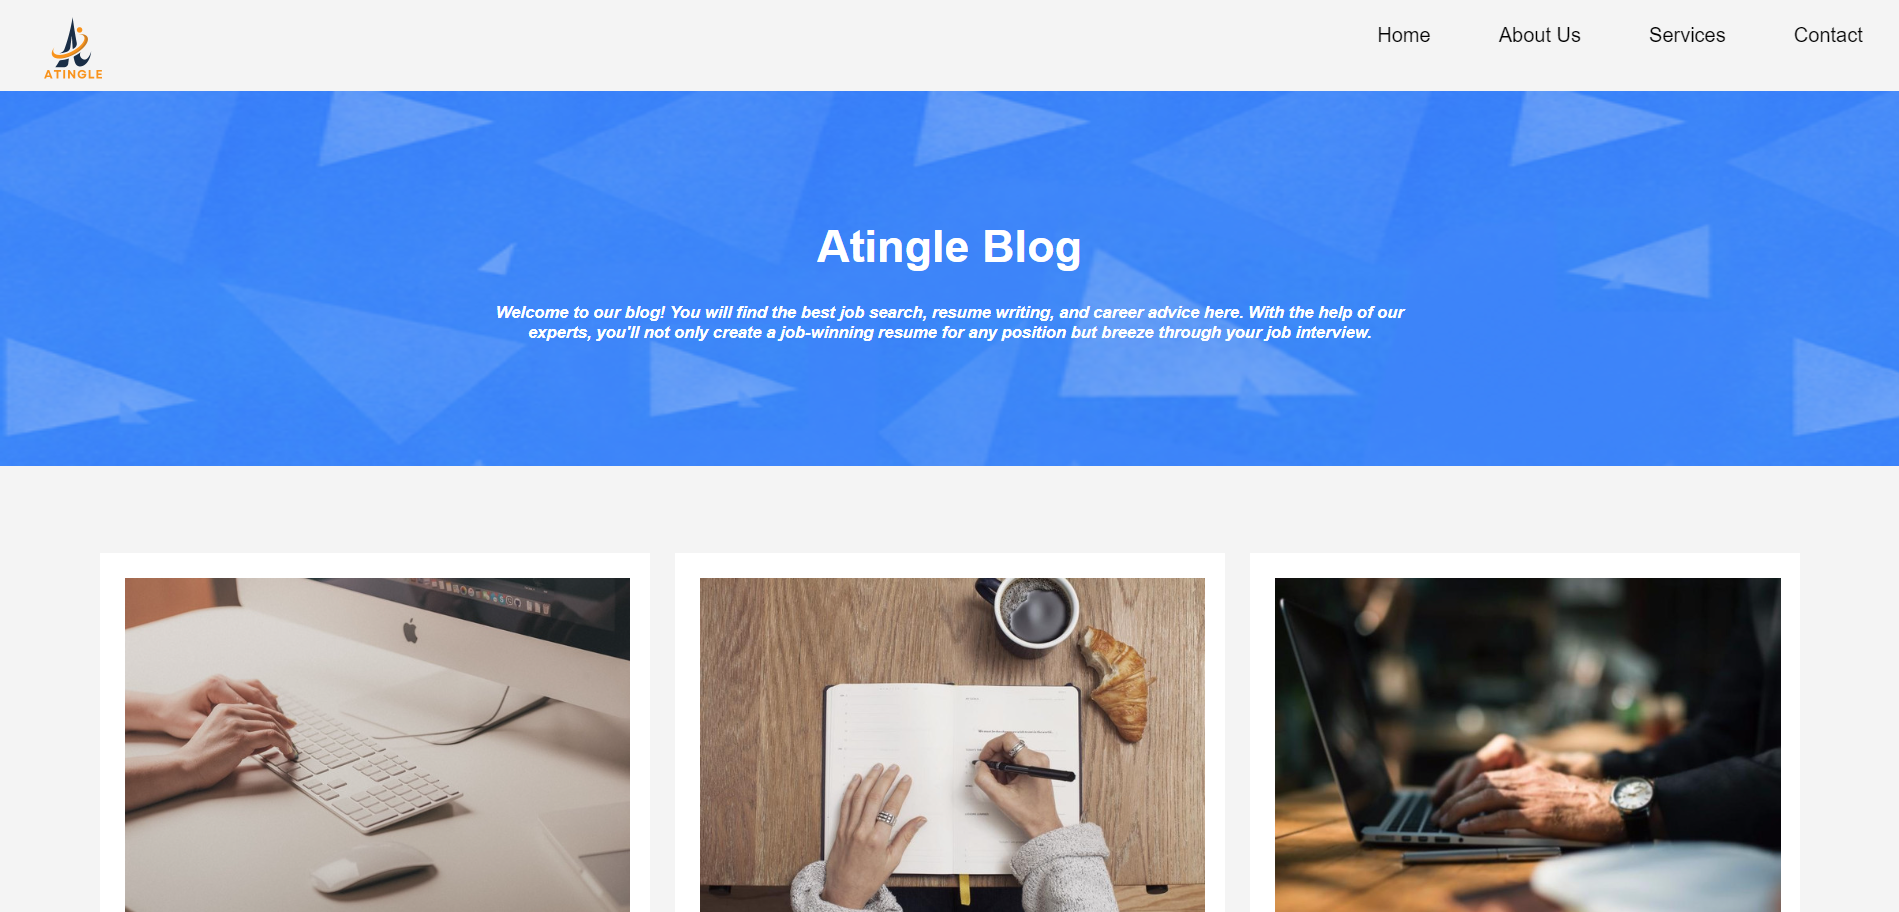 ATINGLE
Home About Us Services Contact
Atingle Blog
Welcome to our blog! You will find the best job search, resume writing, and career advice here. With the help of our
experts, you'll not only create a job-winning resume for any position but breeze through your job interview.